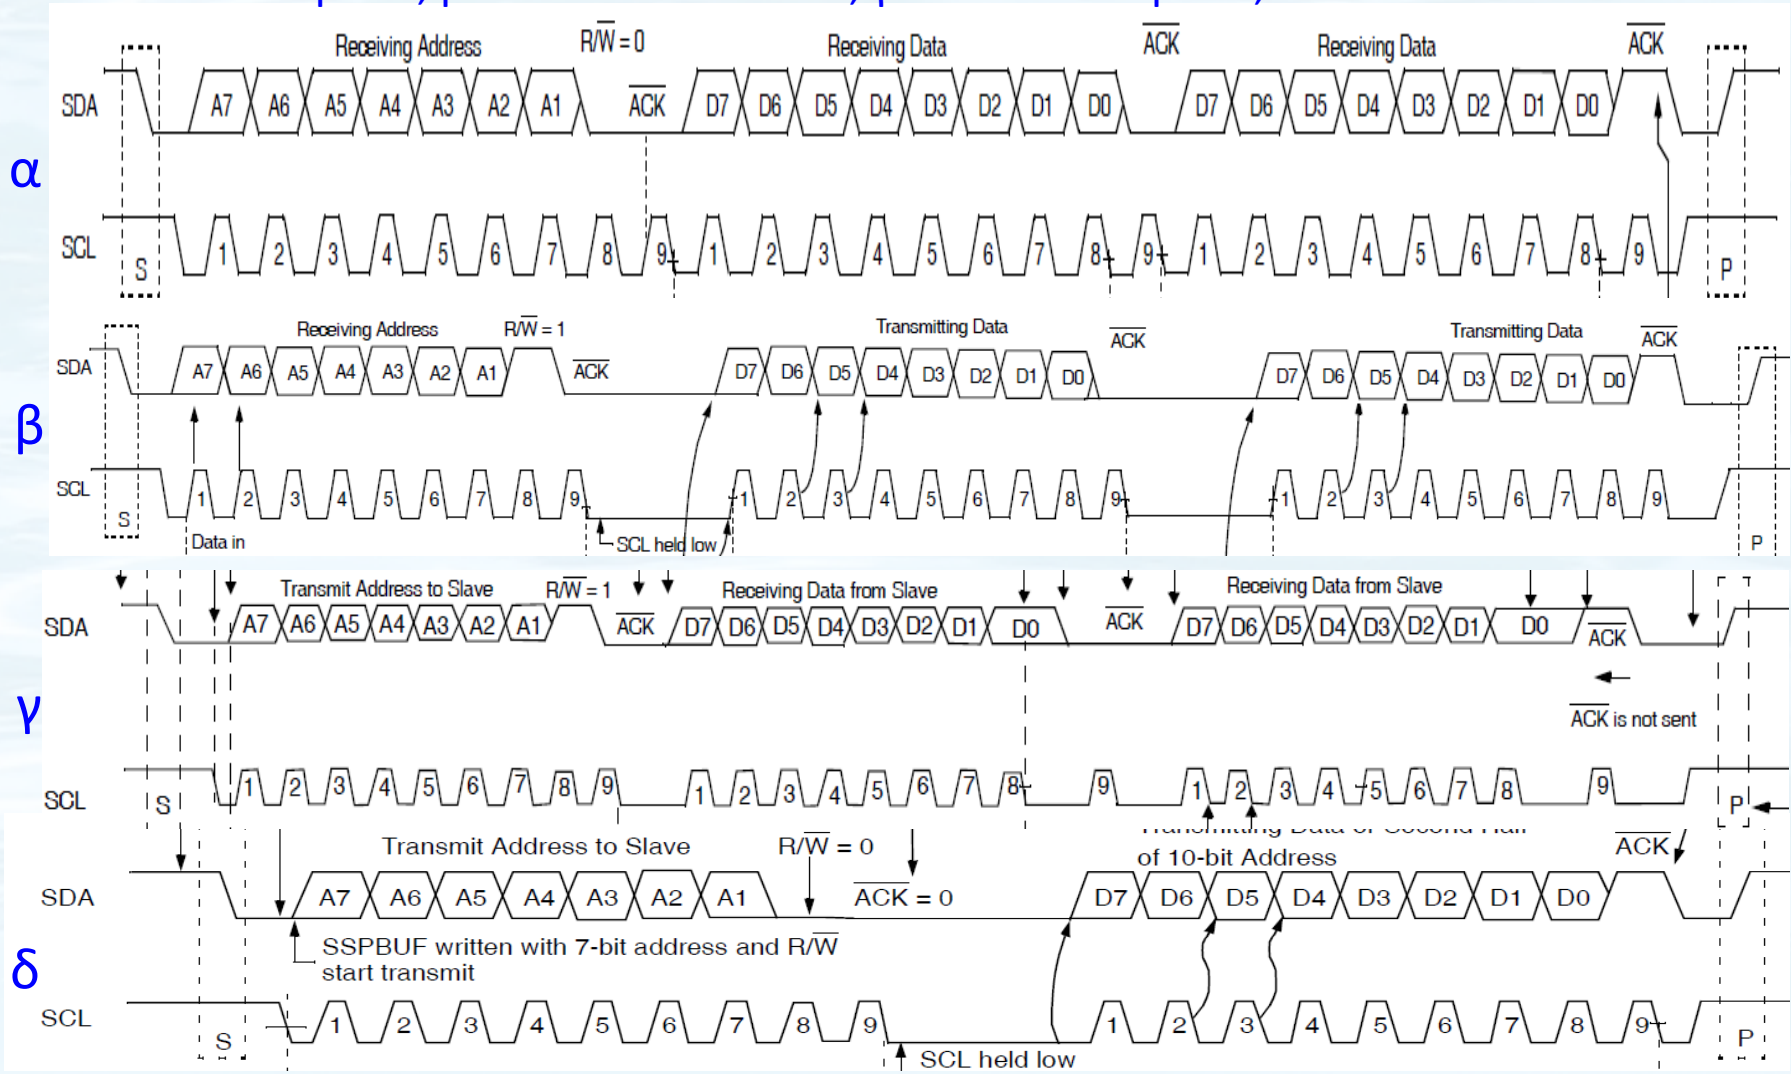 Receiving Address R/W = 0 Receiving Data ACK Receiving Data ACK
SDA A7 A6 A5 A4 A3 A2 A1 ACK D7 D6 D5 D4 D3 D2 D1 D0 D7 D6 D5 D4 D3 D2 D1 D0
α
SCL S 1 2 3 4 5 6 7 8 9 1 2 3 4 5 6 7 8 9 1 2 3 4 5 6 7 8 9 P
Receiving Address R/W = 1 Transmitting Data ACK Transmitting Data ACK
SDA A7 A6 A5 A4 A3 A2 A1 ACK D7 D6 D5 D4 D3 D2 D1 D0 D7 D6 D5 D4 D3 D2 D1 D0
β
SCL S 1 2 3 4 5 6 7 8 9 1 2 3 4 5 6 7 8 9 1 2 3 4 5 6 7 8 9 P
Data in SCL held low
Transmit Address to Slave R/W = 1 Receiving Data from Slave Receiving Data from Slave
SDA A7 A6 A5 A4 A3 A2 A1 ACK D7 D6 D5 D4 D3 D2 D1 D0 ACK D7 D6 D5 D4 D3 D2 D1 D0 ACK
γ
ACK is not sent
SCL S 1 2 3 4 5 6 7 8 9 1 2 3 4 5 6 7 8 9 1 2 3 4 5 6 7 8 9 P
Transmit Address to Slave R/W = 0 Transmitting Data or Second Half ACK
of 10-bit Address
SDA A7 A6 A5 A4 A3 A2 A1 ACK = 0 D7 D6 D5 D4 D3 D2 D1 D0
SSPBUF written with 7-bit address and R/W
start transmit
δ
SCL S 1 2 3 4 5 6 7 8 9 1 2 3 4 5 6 7 8 9 P
SCL held low